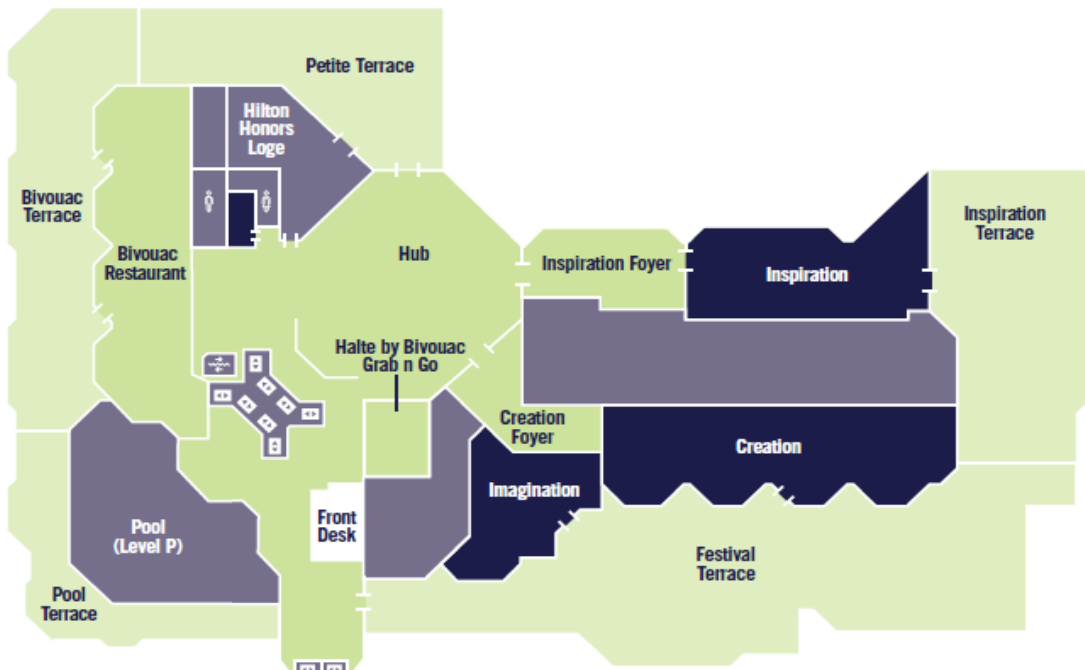 Petite Terrace
Hilton
Honors
Loge
Bivouac
Terrace
Bivouac
Restaurant
Hub
Inspiration Foyer
Inspiration
Inspiration
Terrace
Halte by Bivouac
Grab n Go
Creation
Foyer
Creation
Imagination
Front
Desk
Pool
(Level P)
Pool
Terrace
Festival
Terrace